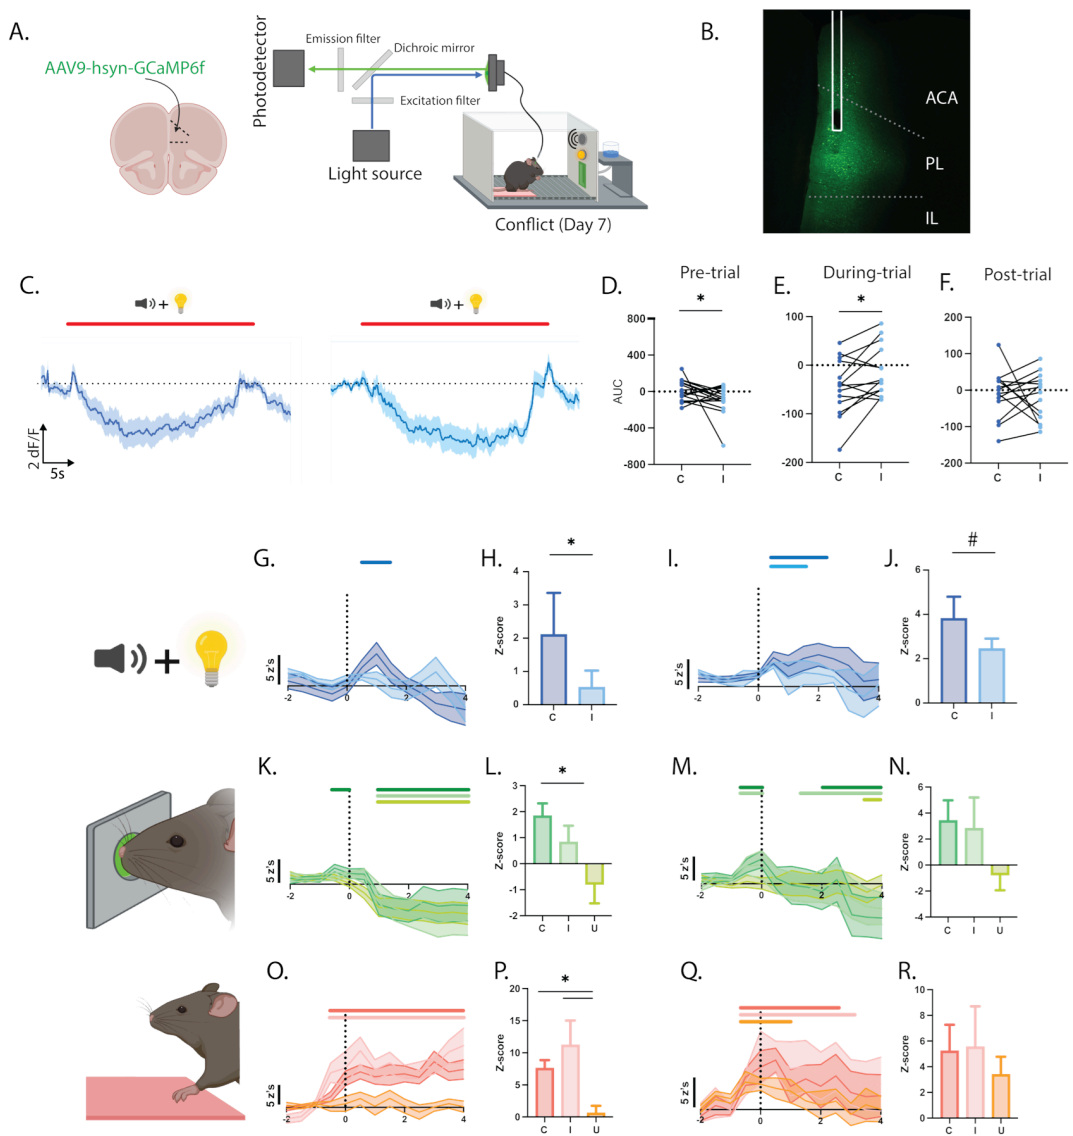 A.
AAV9-hsyn-GCaMP6f
Photodetector
Emission filter
Dichroic mirror
Excitation filter
Light source
Conflict (Day 7)
B.
ACA
PL
IL
C.
+
+
2 dF/F
5s
Pre-trial
During-trial
Post-trial
D.
*
AUC
800
400
0
-400
-800
C I
E.
*
100
0
-100
-200
C I
F.
200
100
0
-100
-200
C I
+
G.
5 z's
-2 0 2 4
H.
*
Z-score
4
3
2
1
0
C I
I.
5 z's
-2 0 2 4
J.
#
Z-score
6
4
2
0
C I
K.
5 z's
-2 0 2 4
L.
*
Z-score
3
2
1
0
-1
-2
C I U
M.
5 z's
-2 0 2 4
N.
Z-score
6
4
2
0
-2
-4
C I U
O.
5 z's
-2 0 2 4
P.
*
Z-score
20
15
10
5
0
C I U
Q.
5 z's
-2 0 2 4
R.
Z-score
10
8
6
4
2
0
C I U